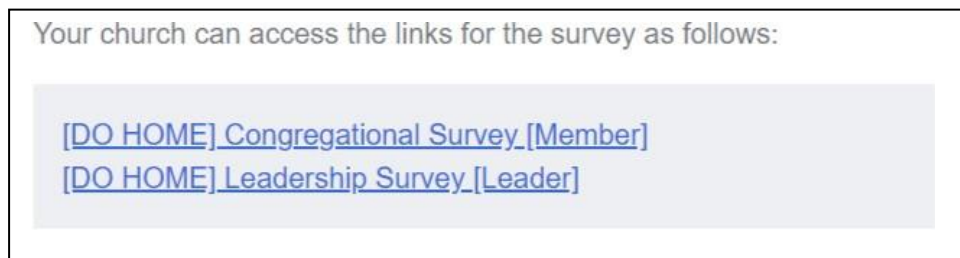 Your church can access the links for the survey as follows:
[DO HOME] Congregational Survey [Member]
[DO HOME] Leadership Survey [Leader]